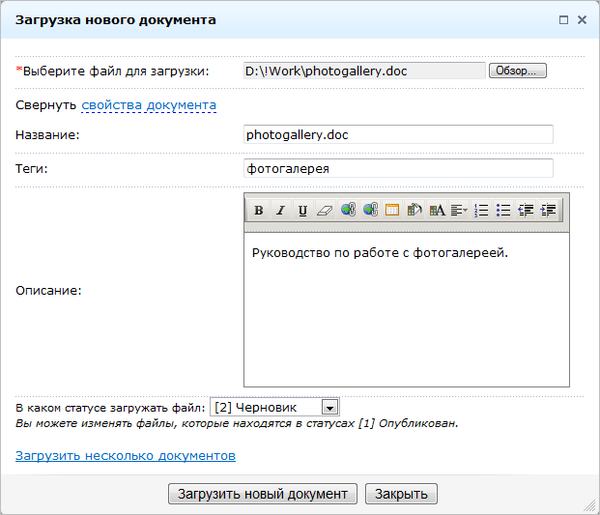 Загрузка нового документа
*Выберите файл для загрузки: D:\!Work\photogallery.doc Обзор...
Свернуть свойства документа
Название: photogallery.doc
Теги: фотогалерея
B I U
Руководство по работе с фотогалереей.
Описание:
В каком статусе загружать файл: [2] Черновик
Вы можете изменять файлы, которые находятся в статусах [1] Опубликован.
Загрузить несколько документов
Загрузить новый документ Закрыть